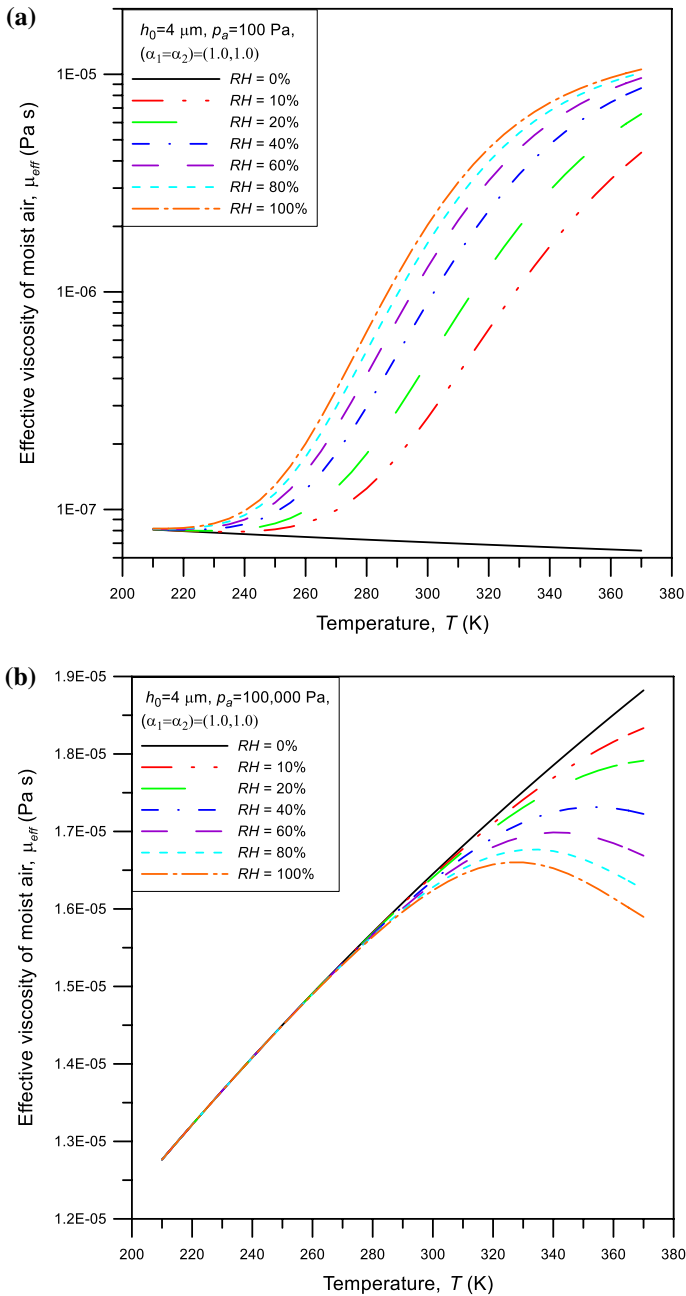 (a)
h₀=4 μm, pₐ=100 Pa,
(α₁=α₂)=(1.0,1.0)
RH = 0%
RH = 10%
RH = 20%
RH = 40%
RH = 60%
RH = 80%
RH = 100%
1E-05
1E-06
1E-07
Effective viscosity of moist air, μeff (Pa s)
200 220 240 260 280 300 320 340 360 380
Temperature, T (K)
(b)
h₀=4 μm, pₐ=100,000 Pa,
(α₁=α₂)=(1.0,1.0)
RH = 0%
RH = 10%
RH = 20%
RH = 40%
RH = 60%
RH = 80%
RH = 100%
1.9E-05
1.8E-05
1.7E-05
1.6E-05
1.5E-05
1.4E-05
1.3E-05
1.2E-05
Effective viscosity of moist air, μeff (Pa s)
200 220 240 260 280 300 320 340 360 380
Temperature, T (K)